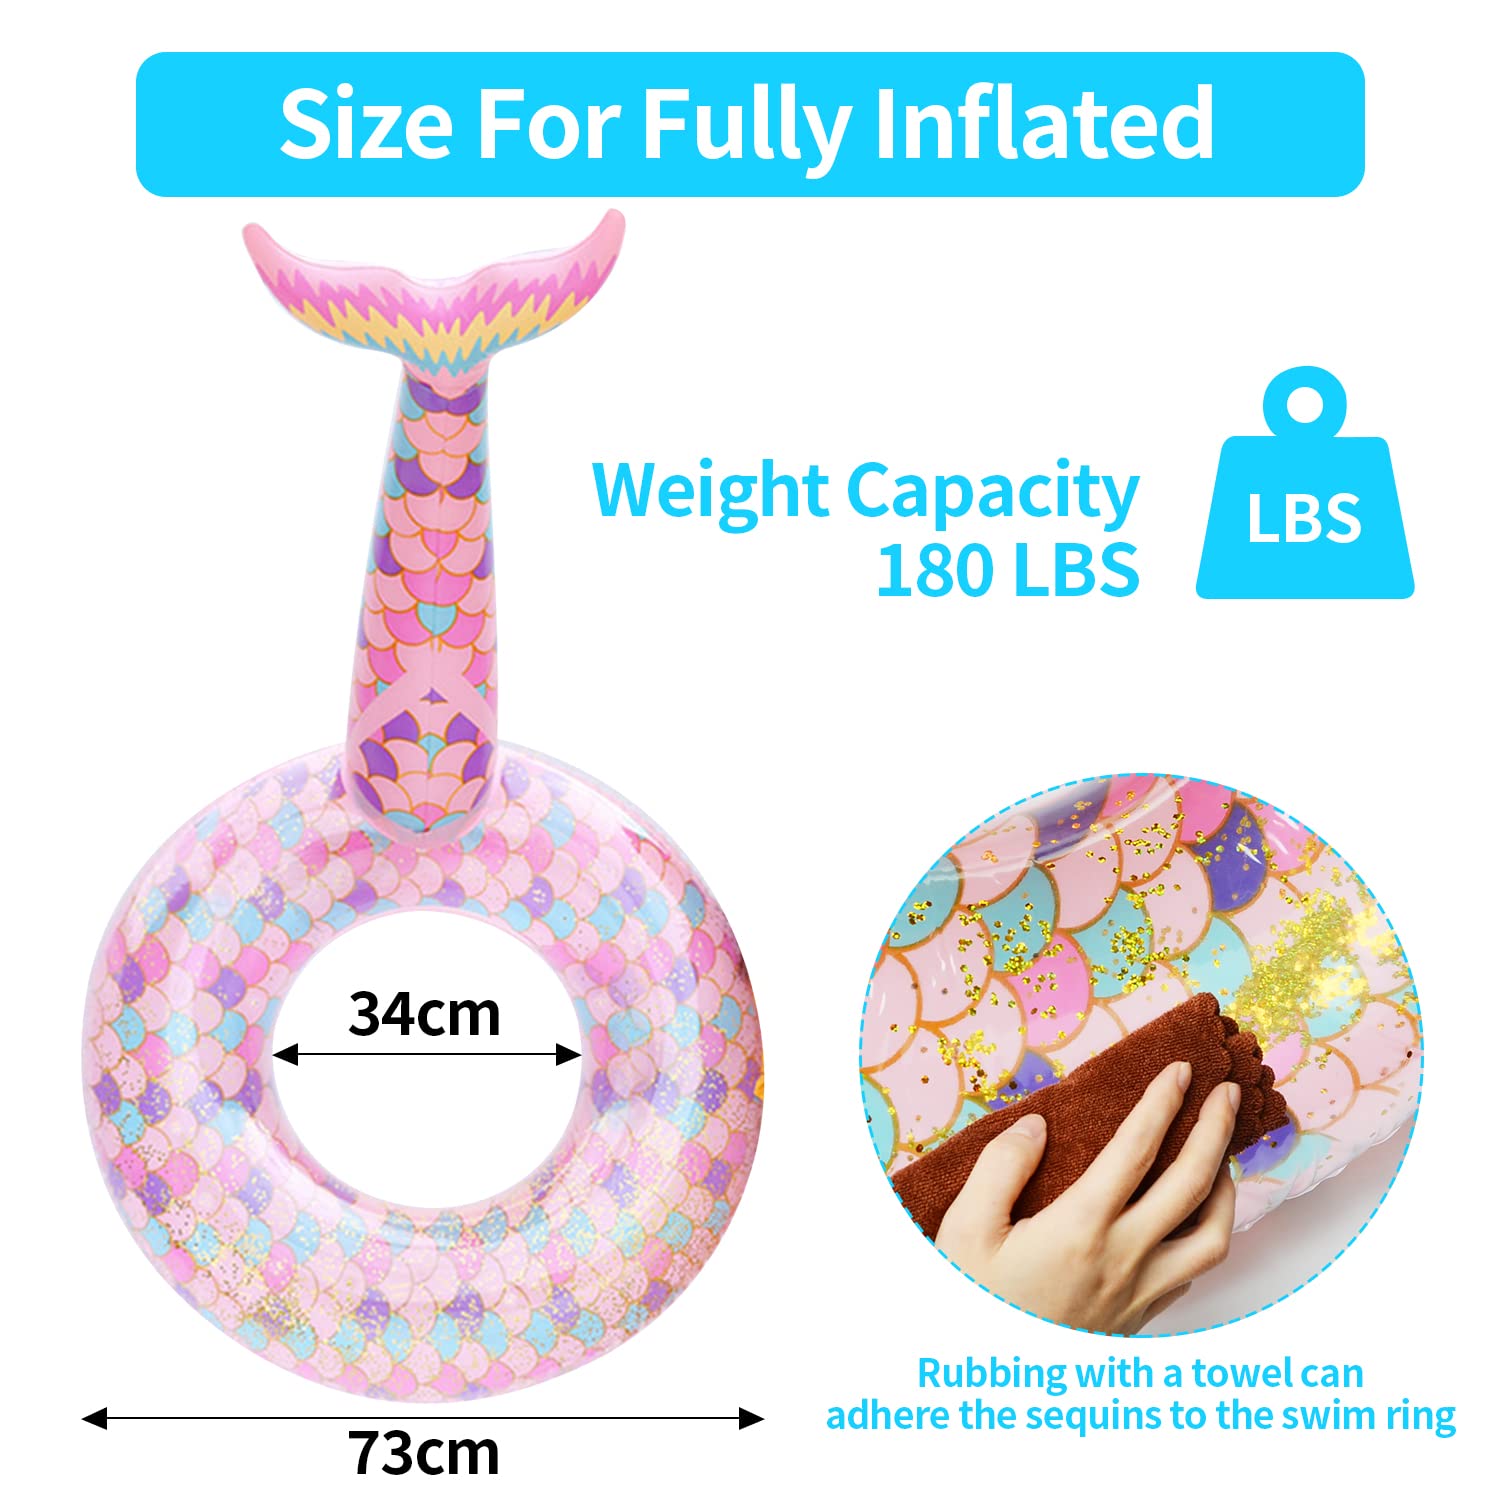 Size For Fully Inflated
Weight Capacity
180 LBS
LBS
34cm
73cm
Rubbing with a towel can
adhere the sequins to the swim ring